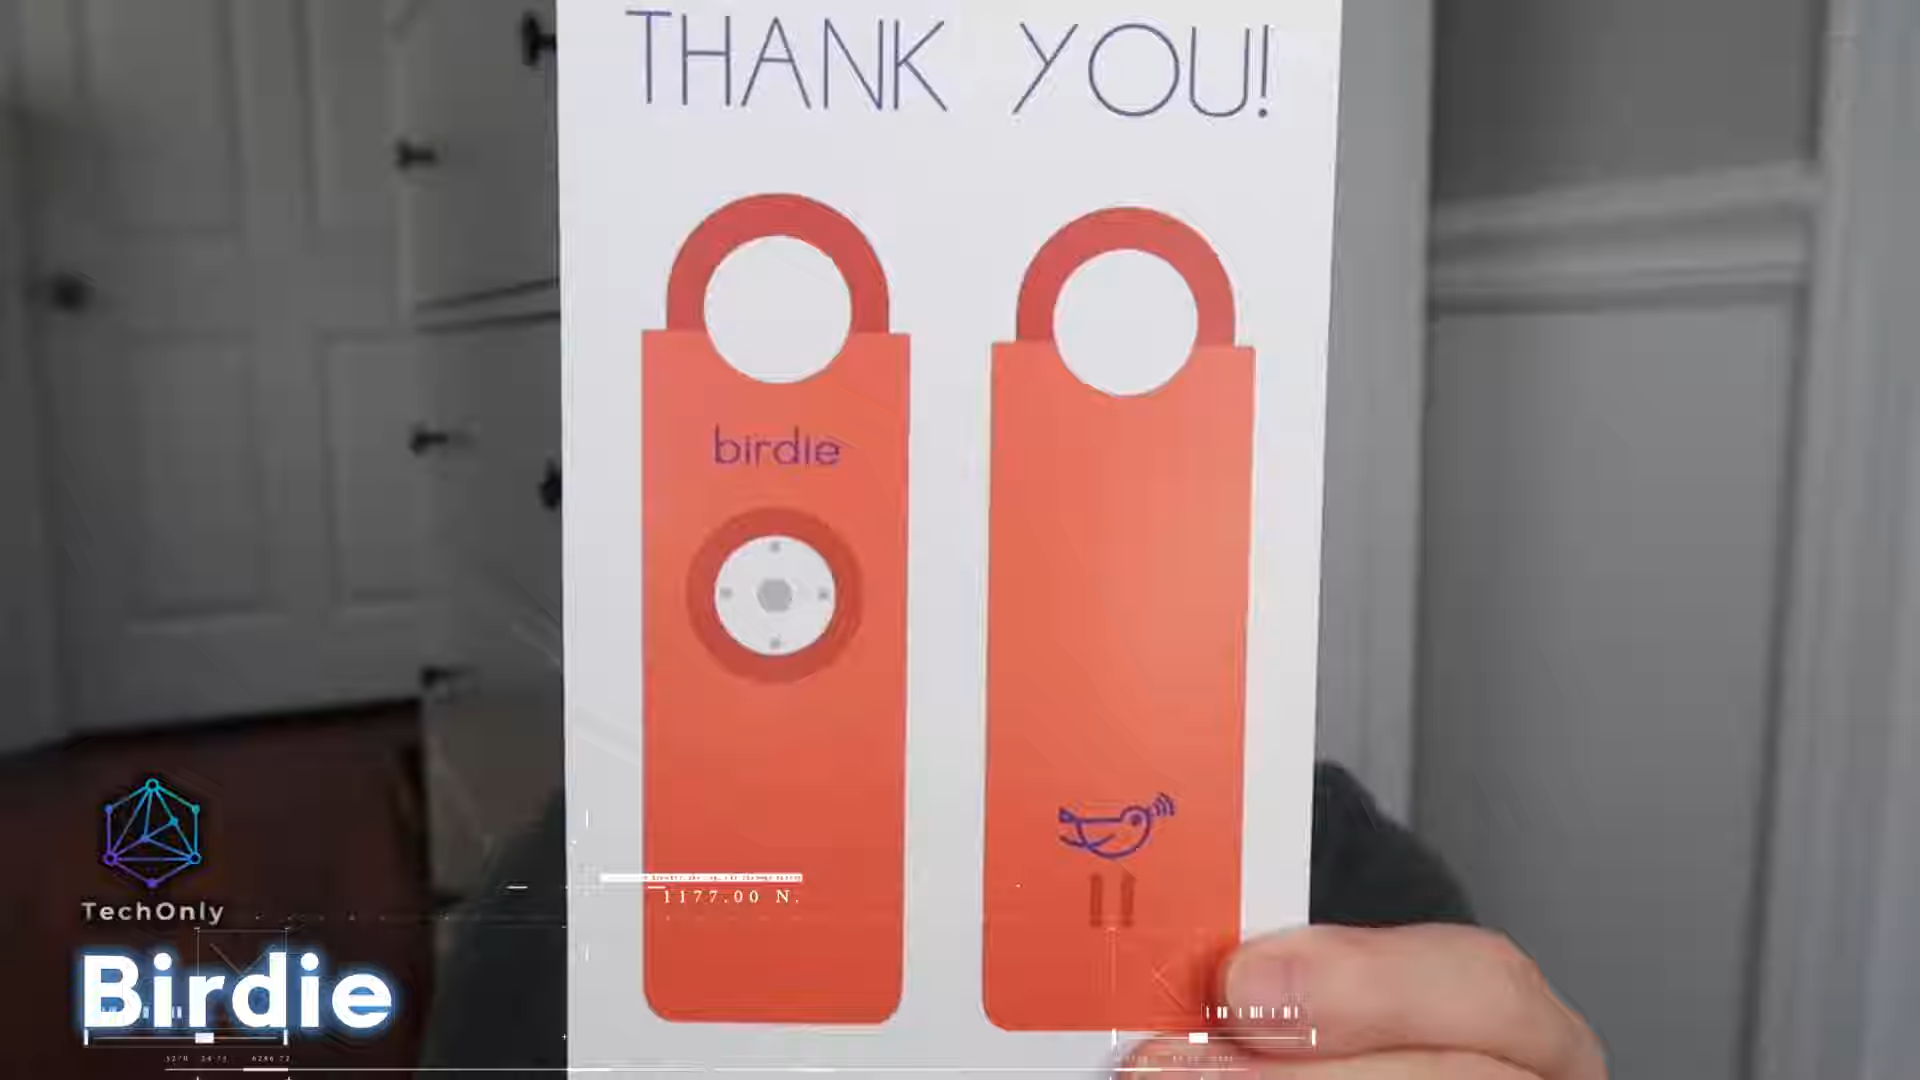 THANK YOU!
birdie
1177.00 N.
TechOnly
Birdie